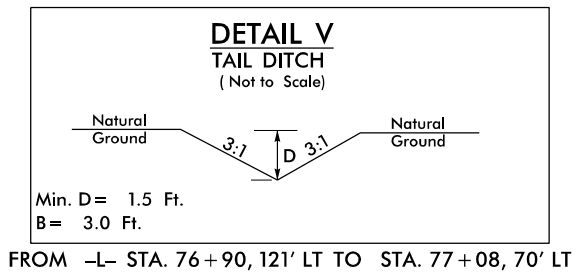 DETAIL V
TAIL DITCH
( Not to Scale)
Natural
Ground
3:1
D
3:1
Natural
Ground
Min. D= 1.5 Ft.
B= 3.0 Ft.
FROM -L- STA. 76+90, 121' LT TO STA. 77+08, 70' LT